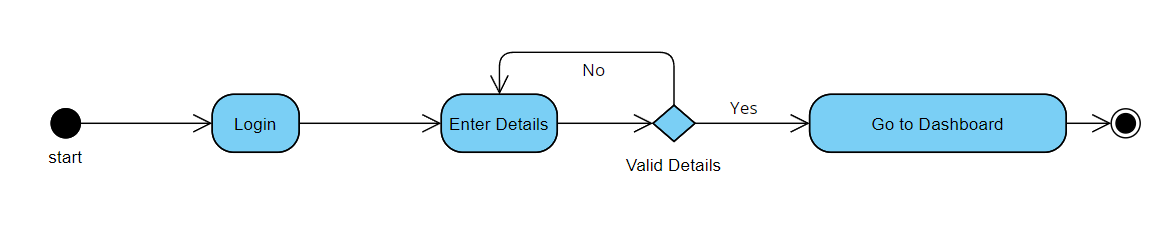 No
Yes
Login
Enter Details
Go to Dashboard
start
Valid Details